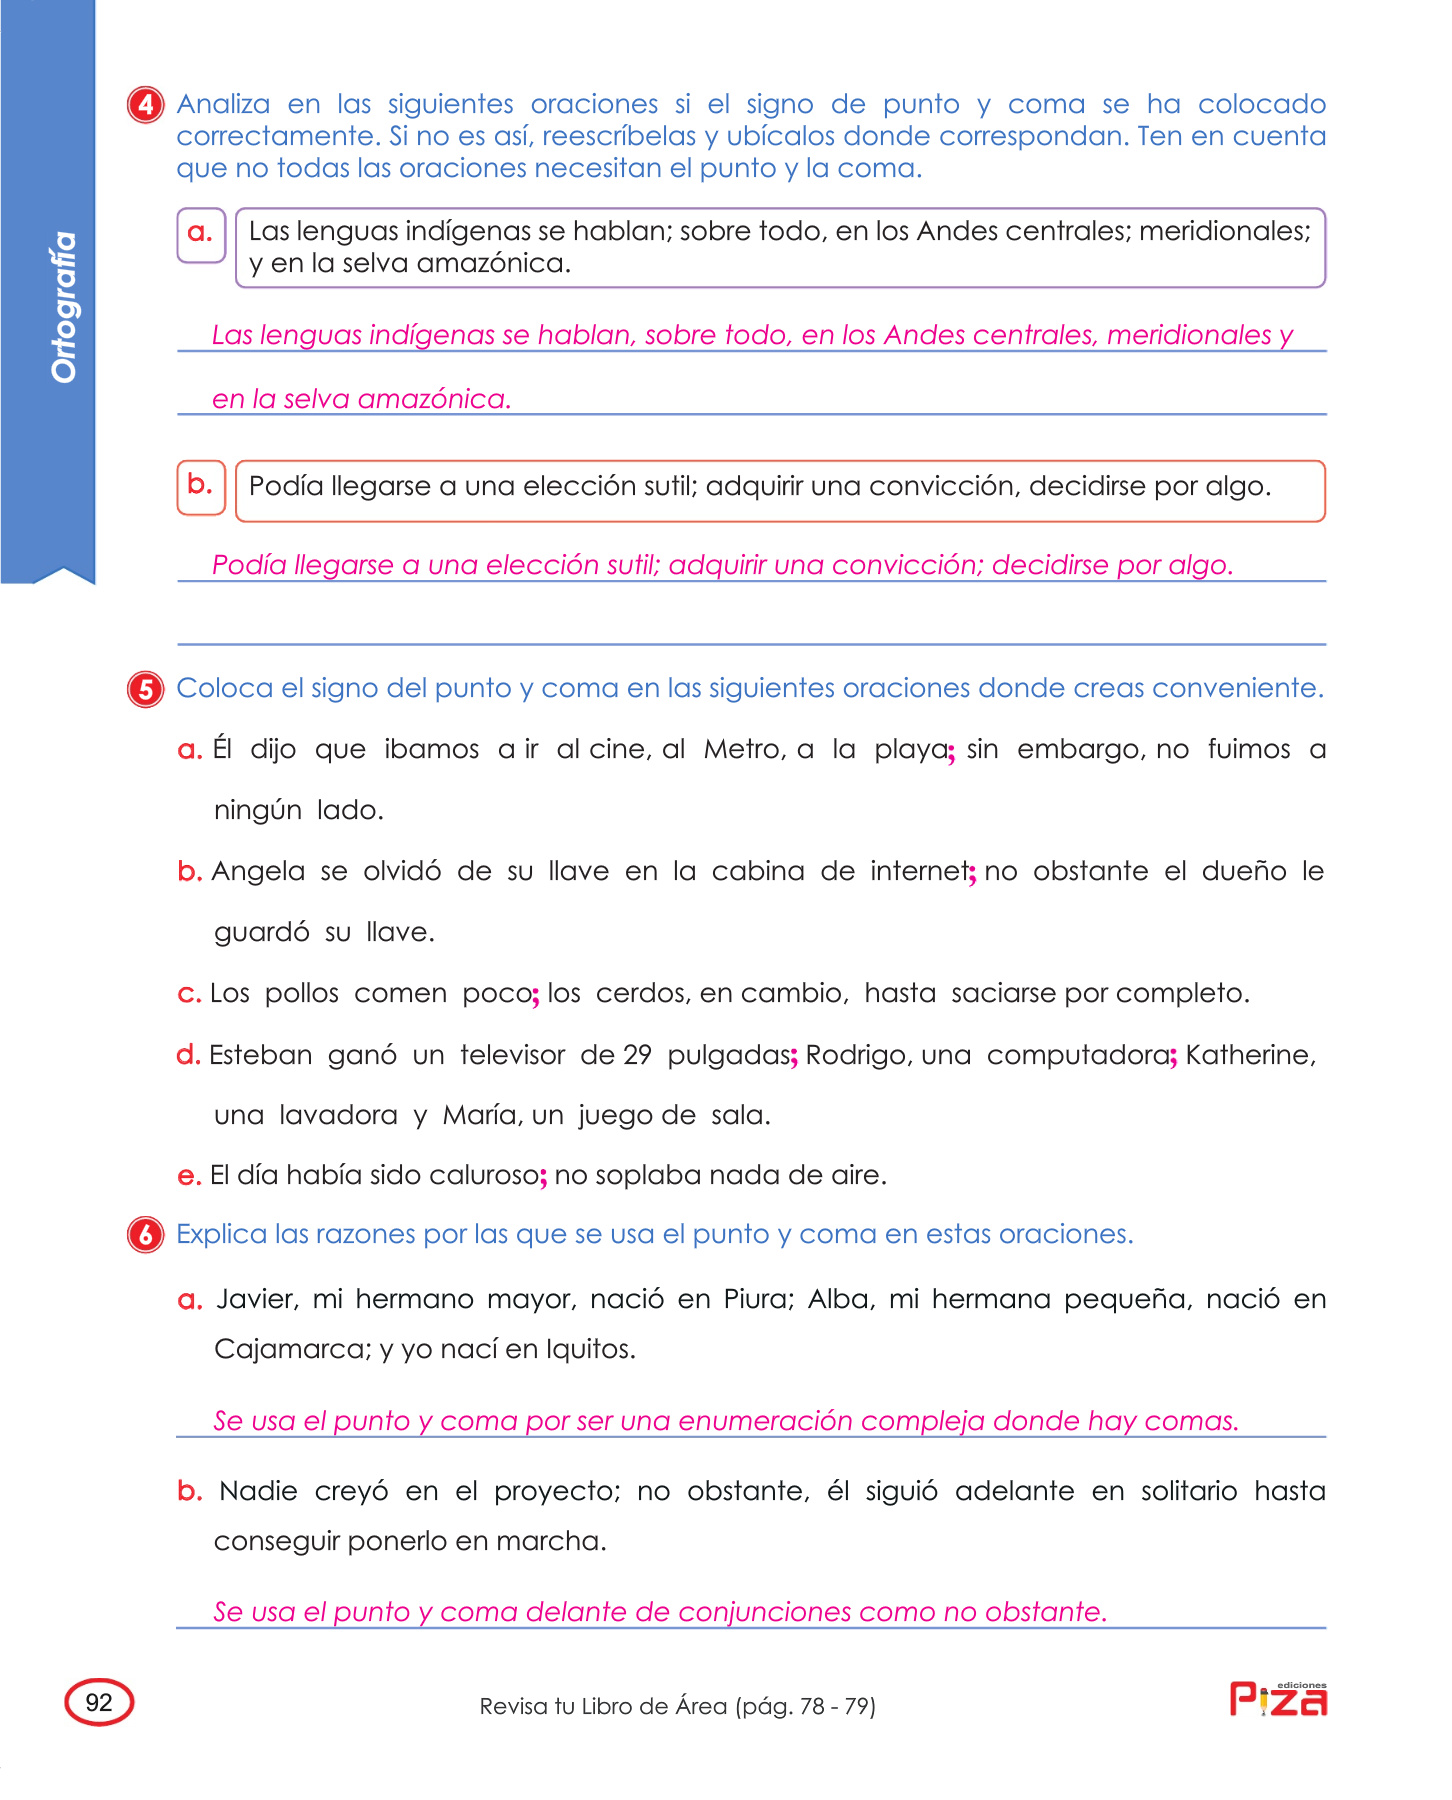 Ortografía
4 Analiza en las siguientes oraciones si el signo de punto y coma se ha colocado
correctamente. Si no es así, reescríbelas y ubícalos donde correspondan. Ten en cuenta
que no todas las oraciones necesitan el punto y la coma.
a. Las lenguas indígenas se hablan; sobre todo, en los Andes centrales; meridionales;
y en la selva amazónica.
Las lenguas indígenas se hablan, sobre todo, en los Andes centrales, meridionales y
en la selva amazónica.
b. Podía llegarse a una elección sutil; adquirir una convicción, decidirse por algo.
Podía llegarse a una elección sutil; adquirir una convicción; decidirse por algo.
5 Coloca el signo del punto y coma en las siguientes oraciones donde creas conveniente.
a. Él dijo que ibamos a ir al cine, al Metro, a la playa; sin embargo, no fuimos a
ningún lado.
b. Angela se olvidó de su llave en la cabina de internet; no obstante el dueño le
guardó su llave.
c. Los pollos comen poco; los cerdos, en cambio, hasta saciarse por completo.
d. Esteban ganó un televisor de 29 pulgadas; Rodrigo, una computadora; Katherine,
una lavadora y María, un juego de sala.
e. El día había sido caluroso; no soplaba nada de aire.
6 Explica las razones por las que se usa el punto y coma en estas oraciones.
a. Javier, mi hermano mayor, nació en Piura; Alba, mi hermana pequeña, nació en
Cajamarca; y yo nací en Iquitos.
Se usa el punto y coma por ser una enumeración compleja donde hay comas.
b. Nadie creyó en el proyecto; no obstante, él siguió adelante en solitario hasta
conseguir ponerlo en marcha.
Se usa el punto y coma delante de conjunciones como no obstante.
92
Revisa tu Libro de Área (pág. 78 - 79)
ediciones
Piza